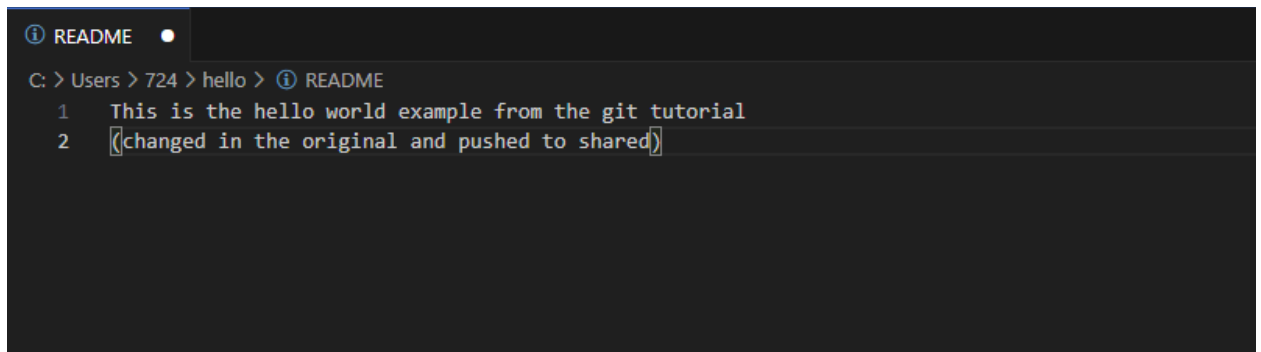 README
C: > Users > 724 > hello > README
1 This is the hello world example from the git tutorial
2 (changed in the original and pushed to shared)